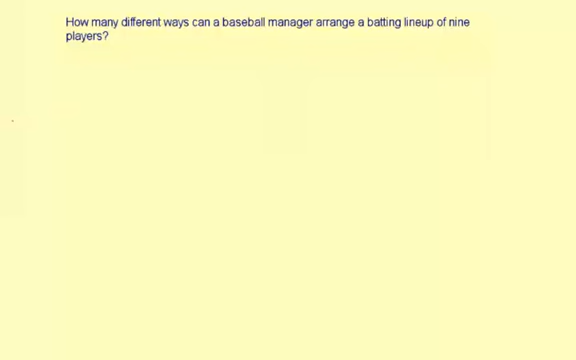 How many different ways can a baseball manager arrange a batting lineup of nine
players?